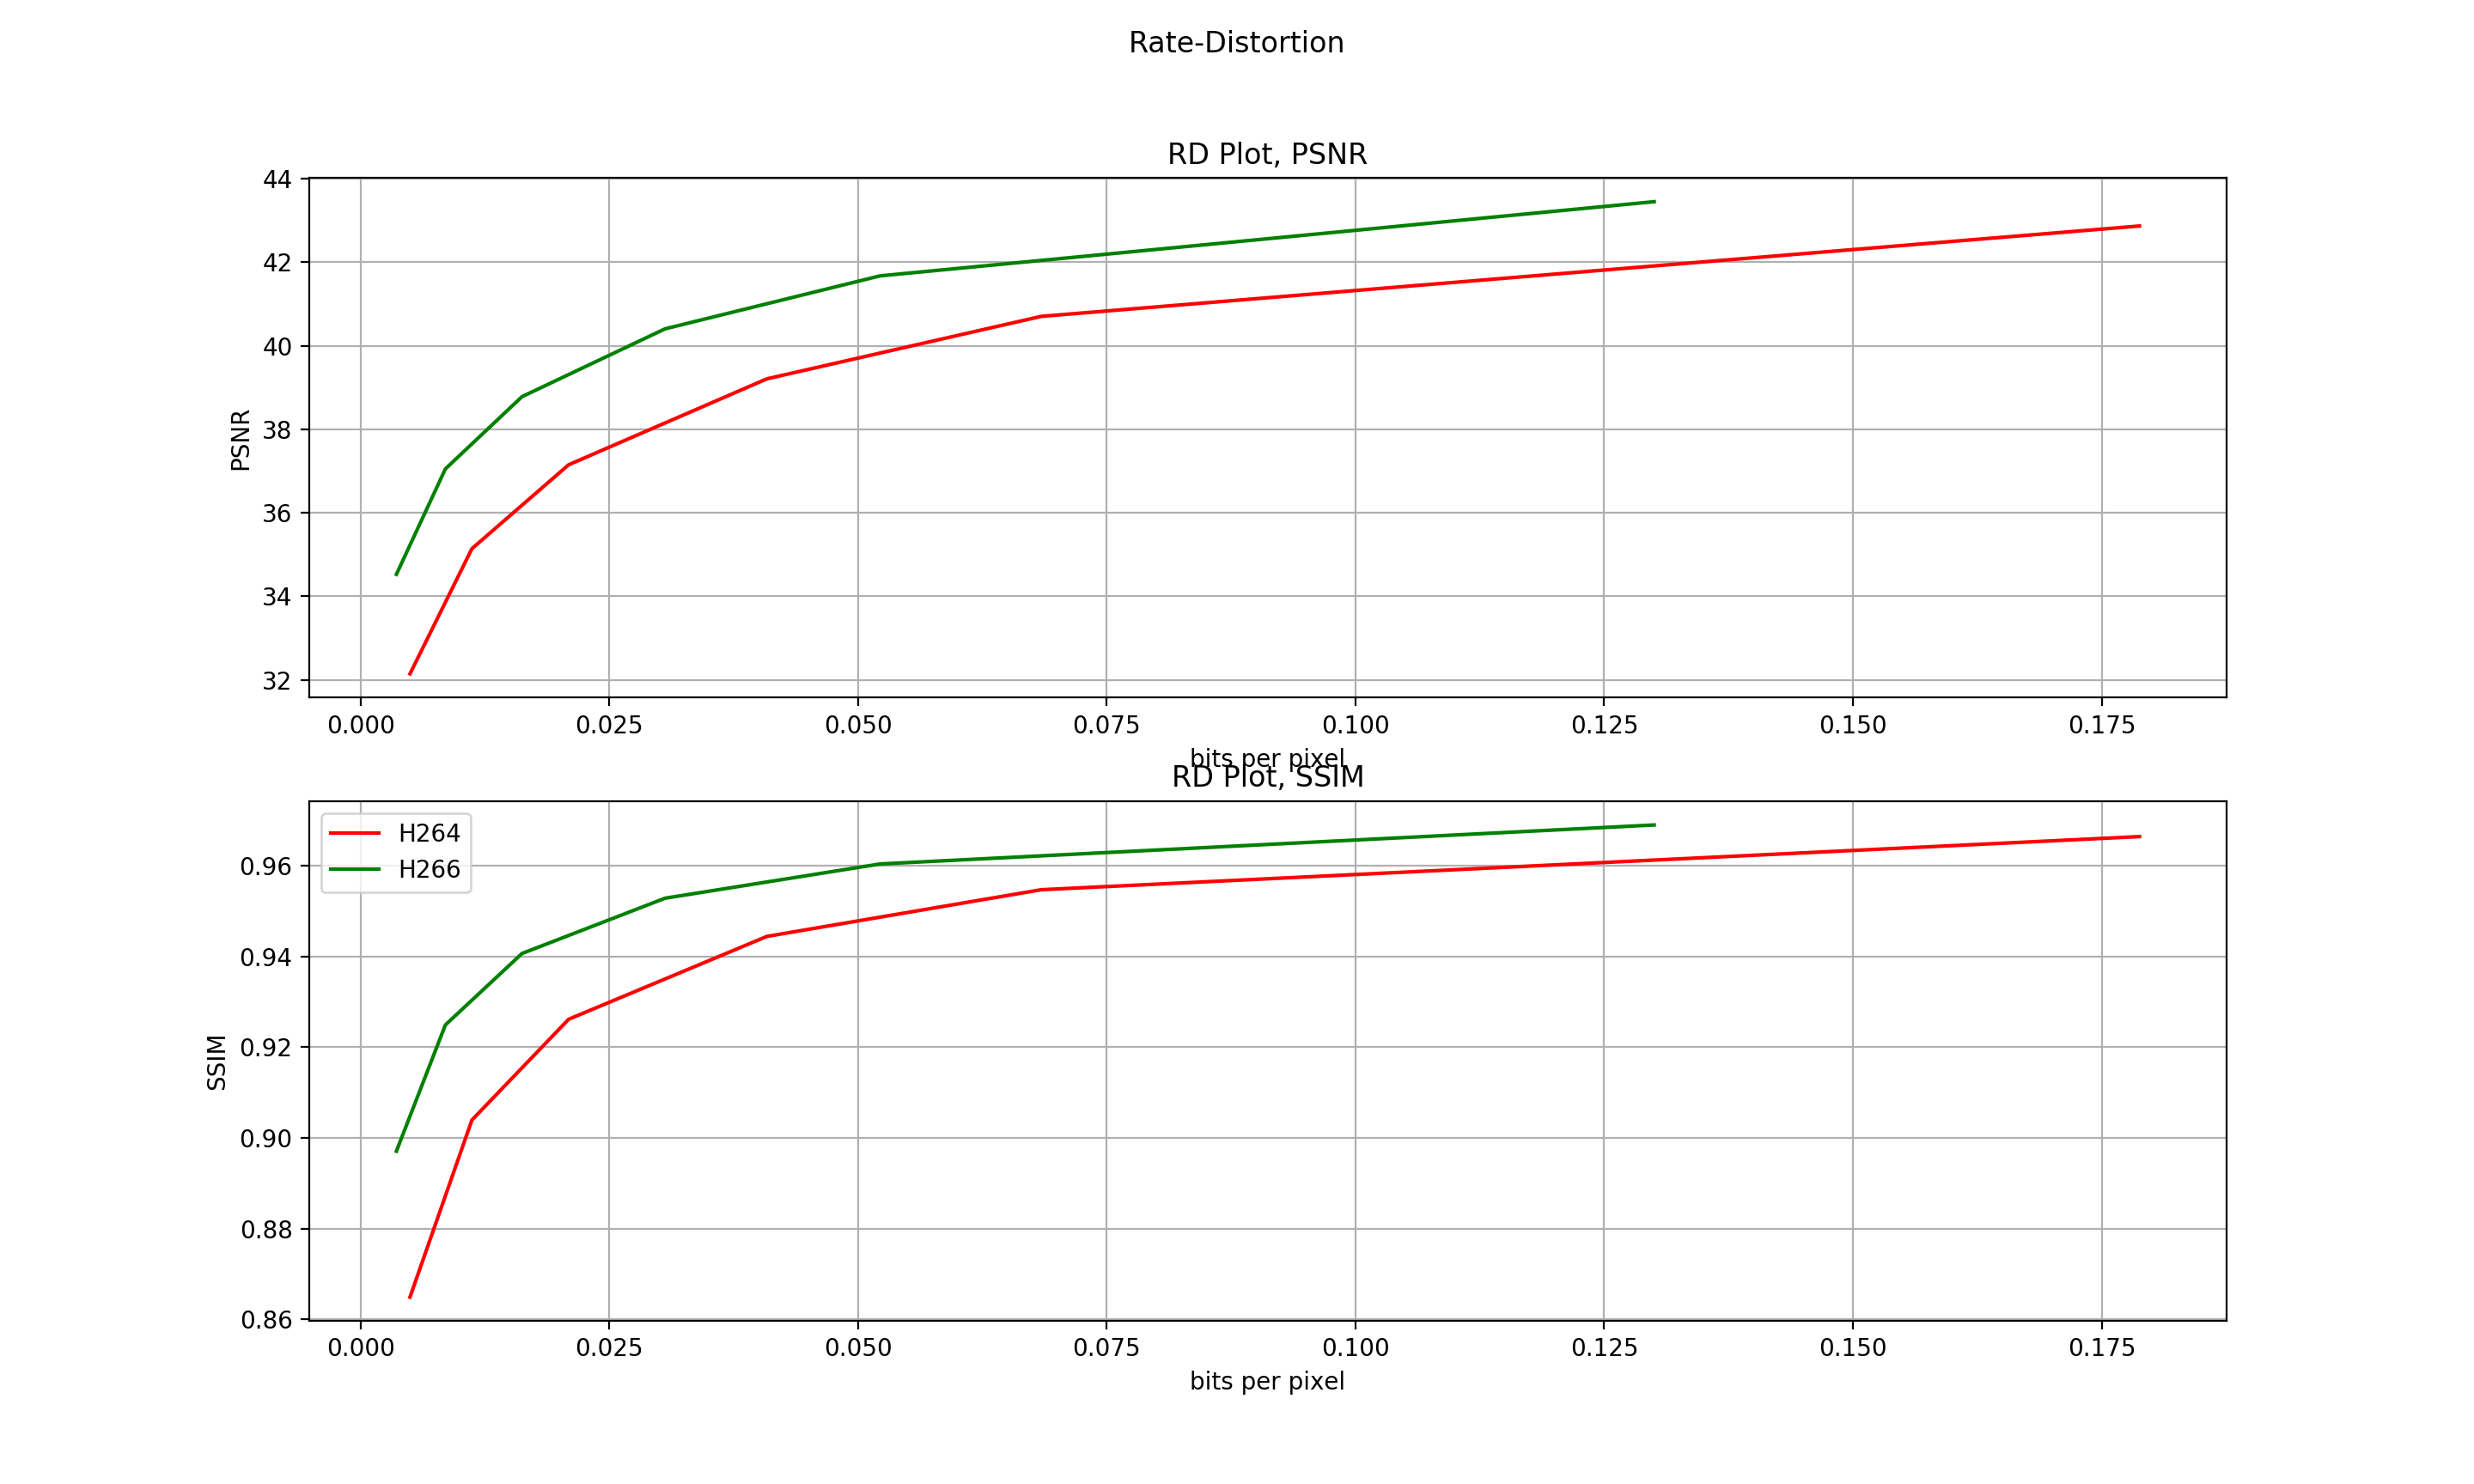 Rate-Distortion
RD Plot, PSNR
44
42
40
38
36
34
32
PSNR
0.000 0.025 0.050 0.075 0.100 0.125 0.150 0.175
bits per pixel
RD Plot, SSIM
H264
H266
0.96
0.94
0.92
0.90
0.88
0.86
SSIM
0.000 0.025 0.050 0.075 0.100 0.125 0.150 0.175
bits per pixel